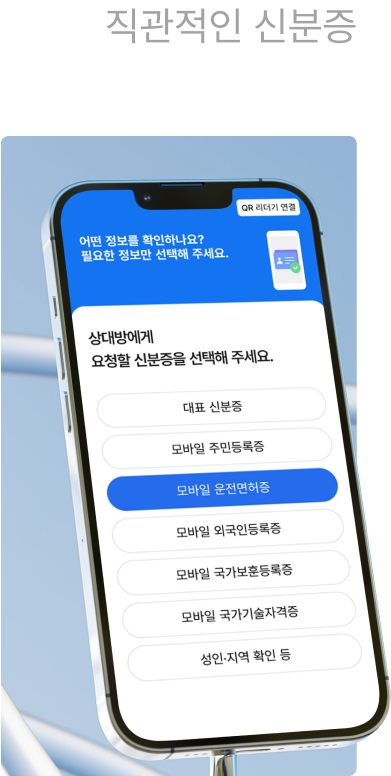 직관적인 신분증
QR 리더기 연결
어떤 정보를 확인하나요?
필요한 정보만 선택해 주세요.
상대방에게
요청할 신분증을 선택해 주세요.
대표 신분증
모바일 주민등록증
모바일 운전면허증
모바일 외국인등록증
모바일 국가보훈등록증
모바일 국가기술자격증
성인·지역 확인 등